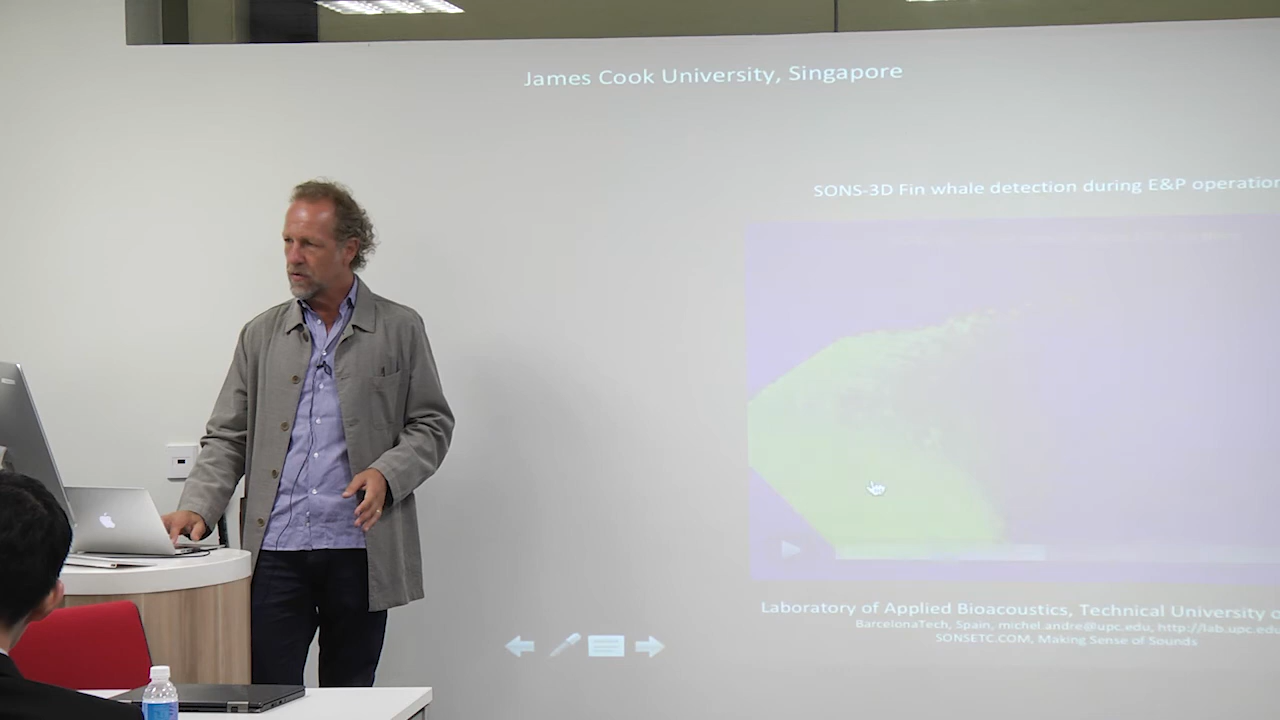 James Cook University, Singapore
SONS-3D Fin whale detection during E&P operation
Laboratory of Applied Bioacoustics, Technical University o
BarcelonaTech, Spain, michel.andre@upc.edu, http://lab.upc.edu
SONSETC.COM, Making Sense of Sounds